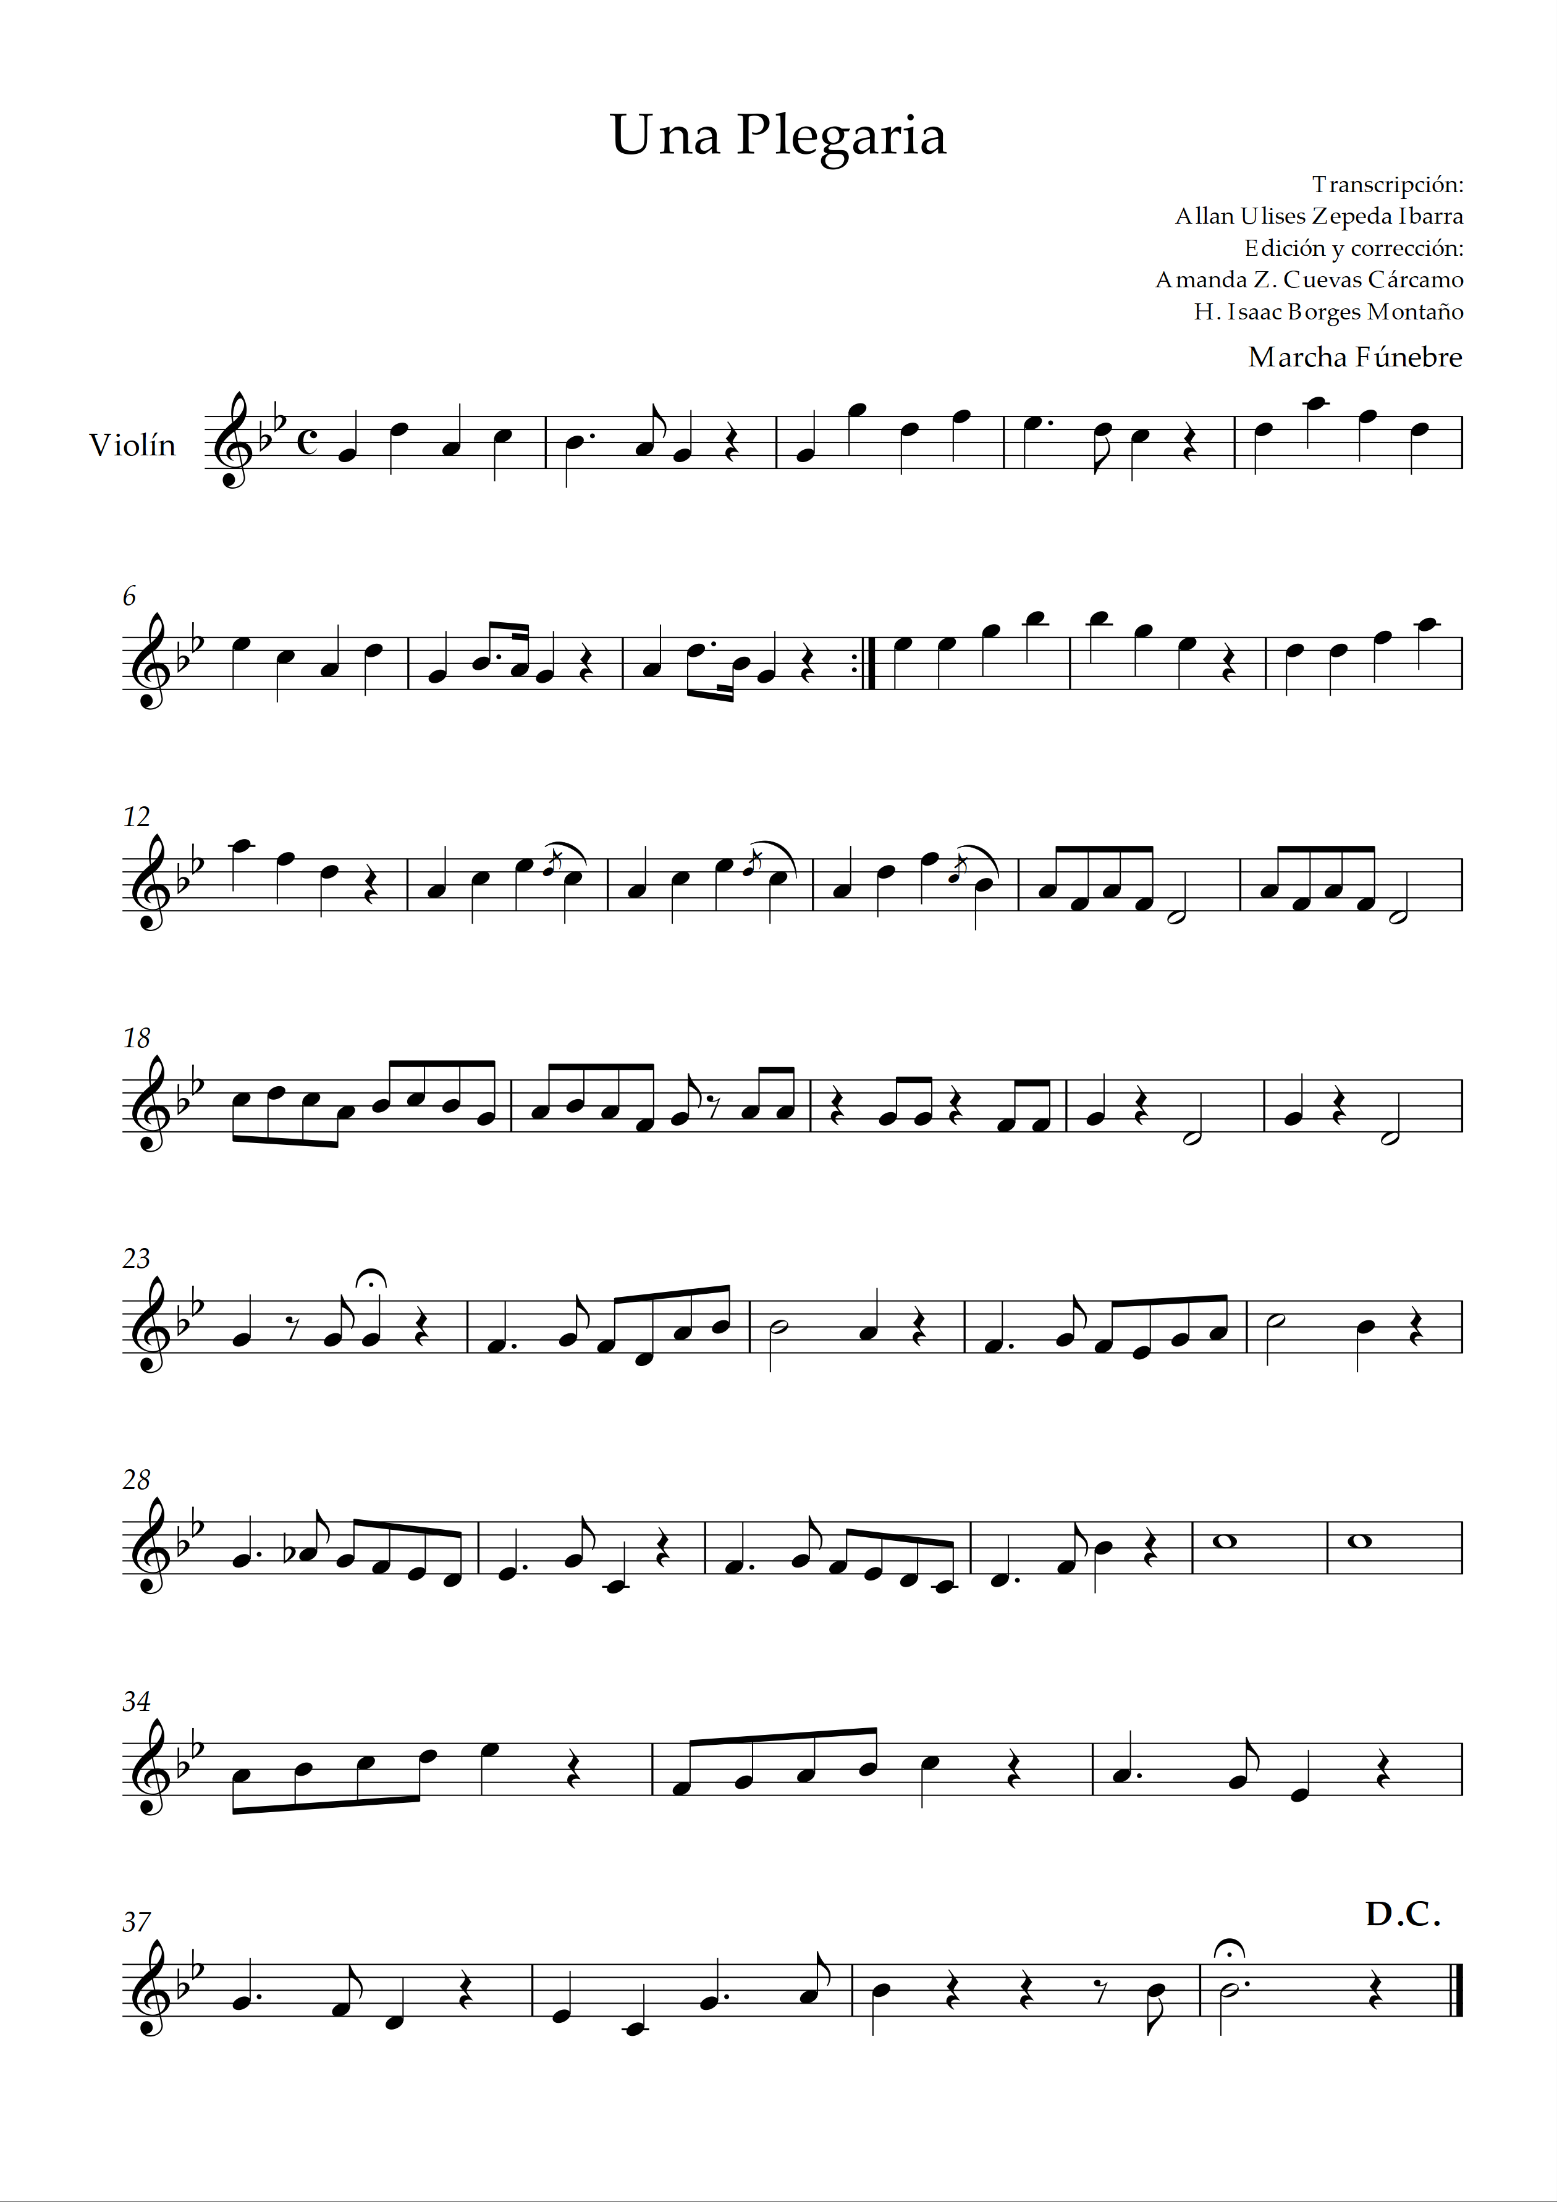 Una Plegaria
Transcripción:
Allan Ulises Zepeda Ibarra
Edición y corrección:
Amanda Z. Cuevas Cárcamo
H. Isaac Borges Montaño
Marcha Fúnebre
Violín
6
12
18
23
28
34
37
D.C.